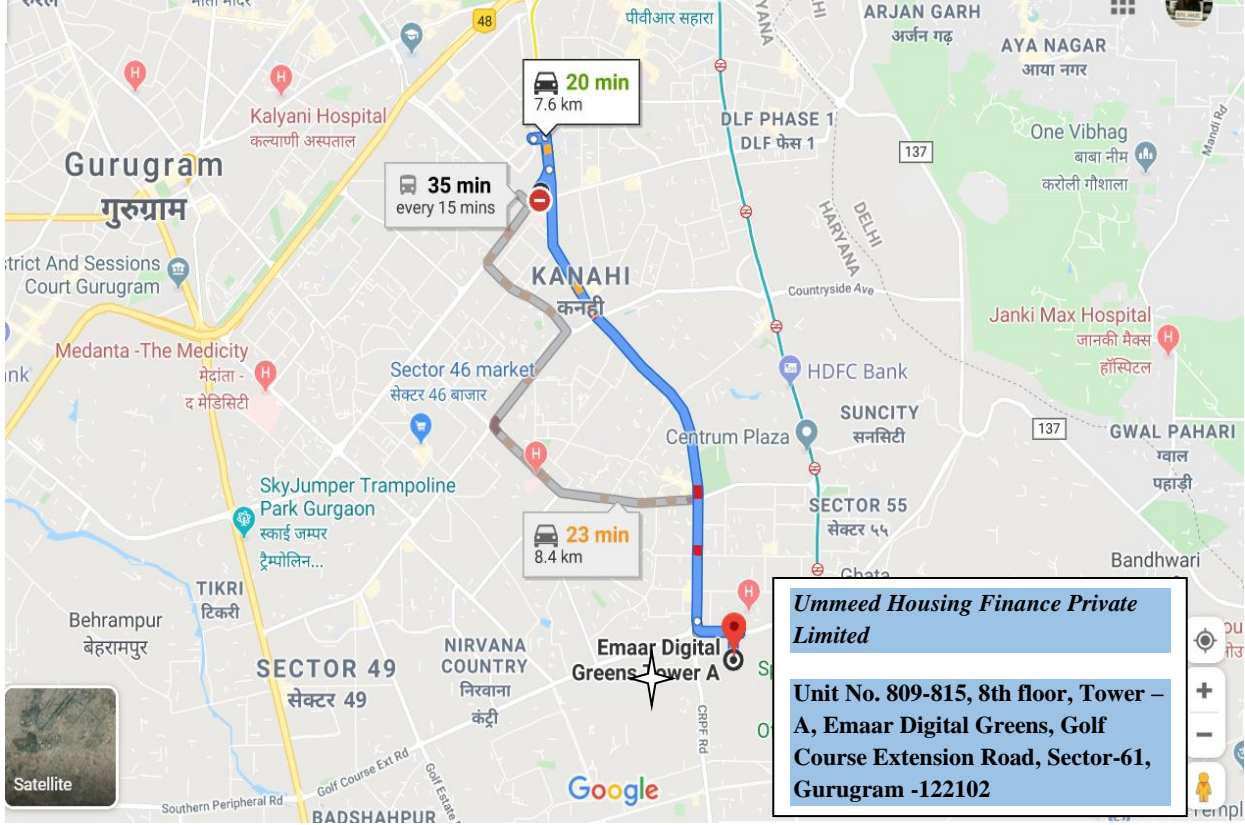 माता मंदिर
48
पीवीआर सहारा
ARJAN GARH
अर्जन गढ़
AYA NAGAR
आया नगर
H
H
Kalyani Hospital
कल्याणी अस्पताल
20 min
7.6 km
DLF PHASE 1
DLF फेस 1
137
One Vibhag
बाबा नीम
करोली गौशाला
Mandi Rd
Gurugram
गुरुग्राम
35 min
every 15 mins
DELHI
HARYANA
strict And Sessions
Court Gurugram
KANAHI
कनहीं
Countryside Ave
Janki Max Hospital
जानकी मैक्स
हॉस्पिटल
H
Medanta -The Medicity
मेदांता -
द मेडिसिटी
H
Sector 46 market
सेक्टर 46 बाजार
HDFC Bank
SUNCITY
सनसिटी
137
GWAL PAHARI
ग्वाल
पहाड़ी
Centrum Plaza
H
SkyJumper Trampoline
Park Gurgaon
स्काई जम्पर
ट्रैम्पोलिन...
SECTOR 55
सेक्टर ५५
23 min
8.4 km
Bandhwari
Ghata
H
TIKRI
टिकरी
Behrampur
बेहरामपुर
NIRVANA
COUNTRY
निरवाना
कंट्री
SECTOR 49
सेक्टर 49
Emaar Digital
Greens Tower A
Ummeed Housing Finance Private
Limited
Unit No. 809-815, 8th floor, Tower –
A, Emaar Digital Greens, Golf
Course Extension Road, Sector-61,
Gurugram -122102
CRPF Rd
Golf Course Ext Rd
Golf Estate
Satellite
Southern Peripheral Rd
BADSHAHPUR
Google